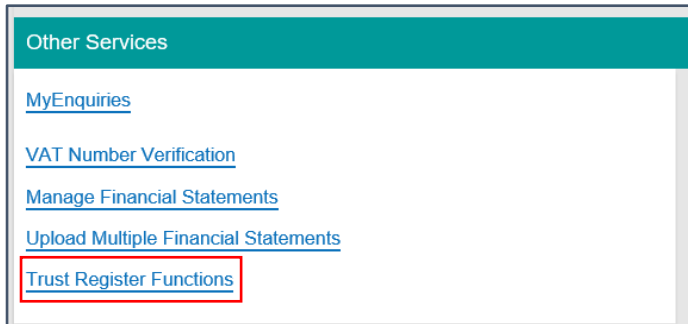 Other Services
MyEnquiries
VAT Number Verification
Manage Financial Statements
Upload Multiple Financial Statements
Trust Register Functions